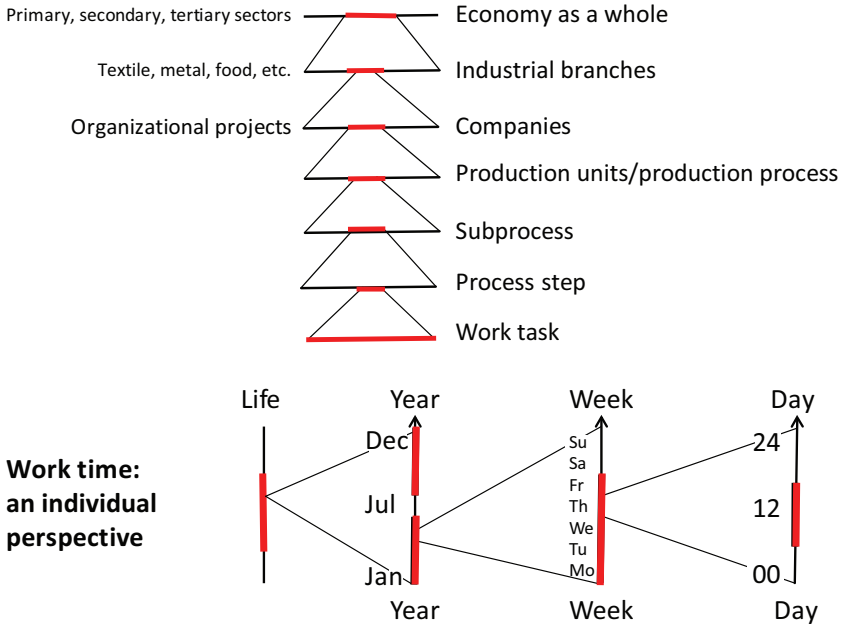 Primary, secondary, tertiary sectors
Economy as a whole
Textile, metal, food, etc.
Industrial branches
Organizational projects
Companies
Production units/production process
Subprocess
Process step
Work task
Life
Year
Week
Day
Work time:
an individual
perspective
Dec
Jul
Jan
Su
Sa
Fr
Th
We
Tu
Mo
24
12
00
Year
Week
Day